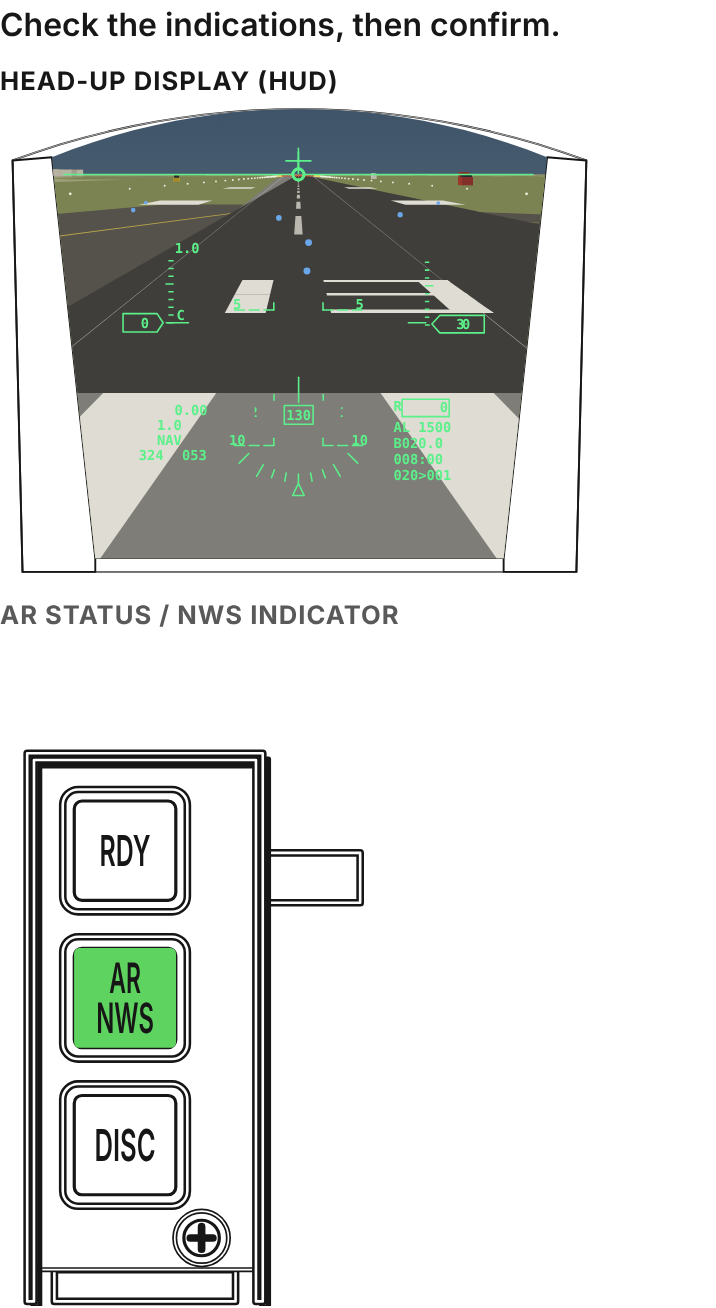 Check the indications, then confirm.
HEAD-UP DISPLAY (HUD)
1.0
C
0
5
5
30
0.00
1.0
NAV
324 053
130
10
10
R 0
AL 1500
B020.0
008:00
020>001
AR STATUS / NWS INDICATOR
RDY
AR
NWS
DISC